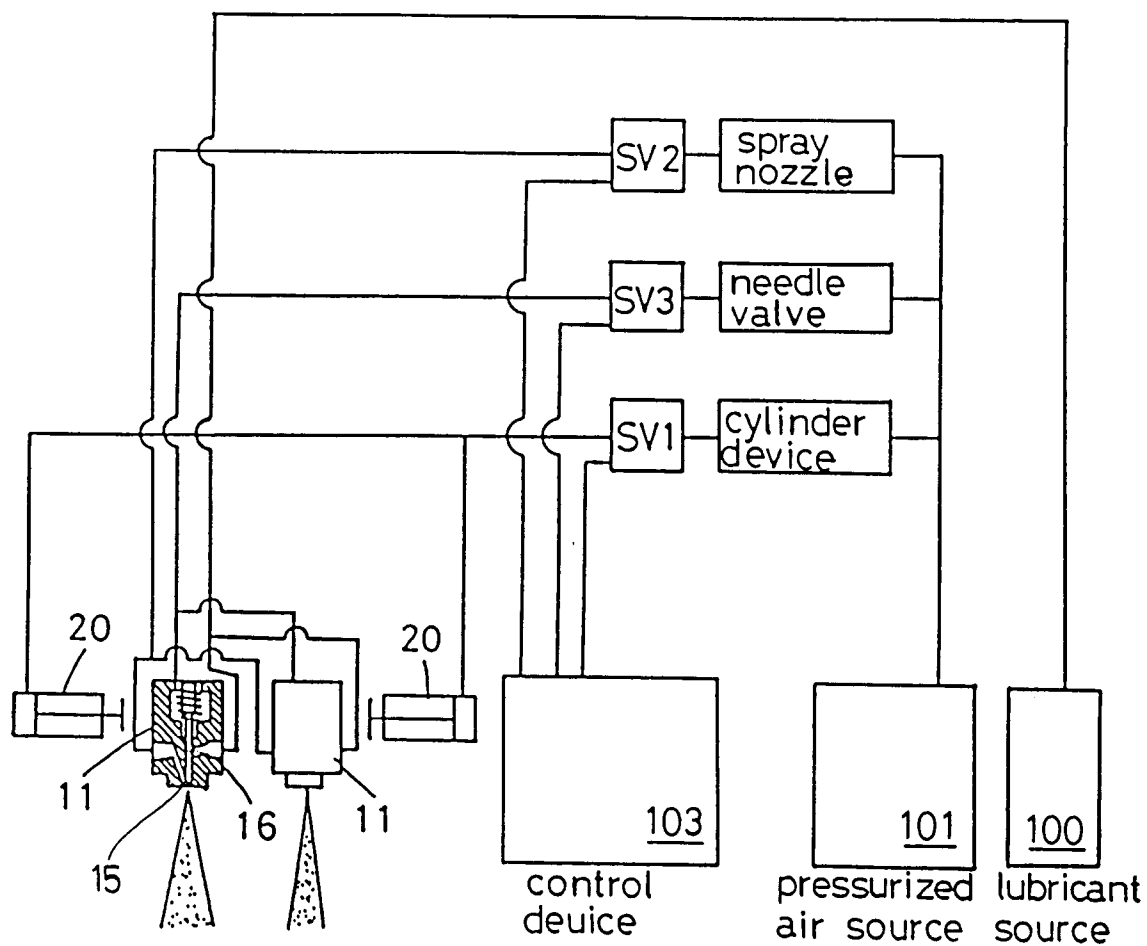 SV2
spray
nozzle
SV3
needle
valve
SV1
cylinder
device
20
20
11
15
16
11
103
101
100
control
deuice
pressurized
air source
lubricant
source